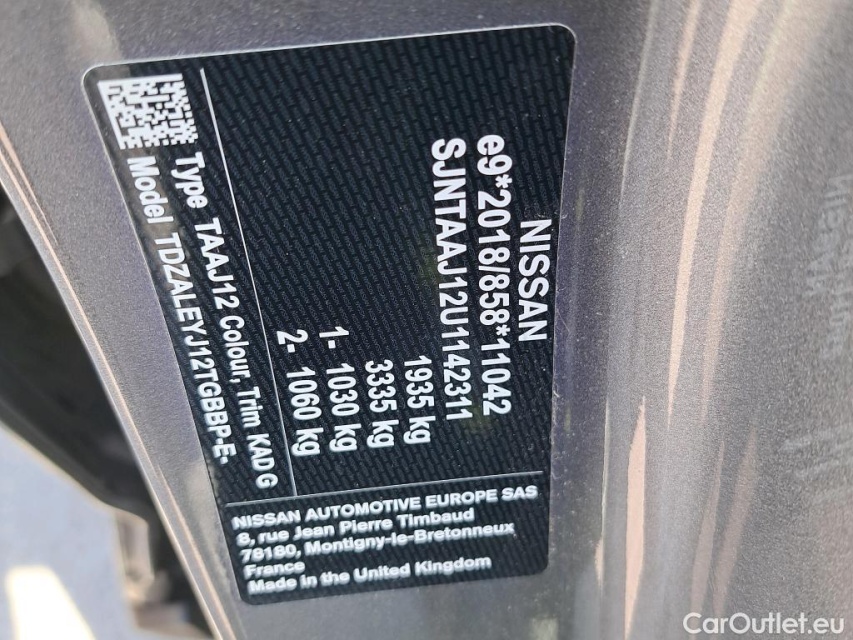 NISSAN
e9*2018/858*11042
SJNTAAJ12U1142311
1935 kg
3335 kg
1- 1030 kg
2- 1060 kg
Type TAAJ12 Colour, Trim KAD G
Model TDZALEYJ12TGBBP-E-
NISSAN AUTOMOTIVE EUROPE SAS
8, rue Jean Pierre Timbaud
78180, Montigny-le-Bretonneux
France
Made in the United Kingdom
CarOutlet.eu